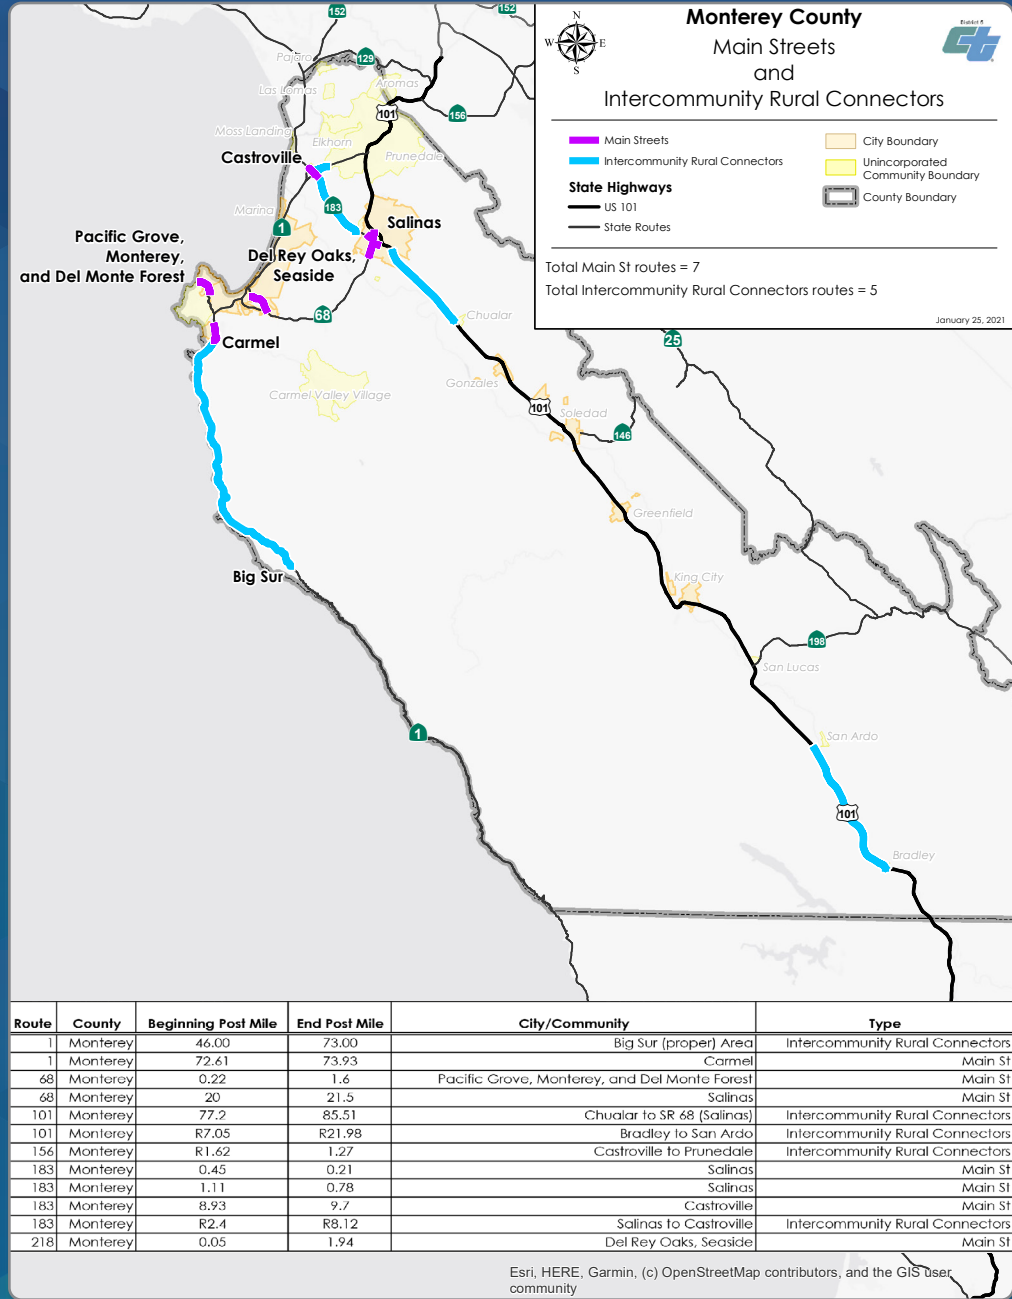 Monterey County
Main Streets
and
Intercommunity Rural Connectors
District 5
N
W E
S
Main Streets
Intercommunity Rural Connectors
State Highways
US 101
State Routes
City Boundary
Unincorporated
Community Boundary
County Boundary
Total Main St routes = 7
Total Intercommunity Rural Connectors routes = 5
January 25, 2021
152
152
Pajaro
129
Las Lomas
Aromas
101
156
Moss Landing
Elkhorn
Castroville
Prunedale
183
Marina
1
Salinas
Pacific Grove,
Monterey,
and Del Monte Forest
Del Rey Oaks,
Seaside
68
Chualar
Carmel
25
Gonzales
Carmel Valley Village
101
Soledad
146
Greenfield
Big Sur
King City
198
San Lucas
1
San Ardo
101
Bradley
Route County Beginning Post Mile End Post Mile City/Community Type
1 Monterey 46.00 73.00 Big Sur (proper) Area Intercommunity Rural Connectors
1 Monterey 72.61 73.93 Carmel Main St
68 Monterey 0.22 1.6 Pacific Grove, Monterey, and Del Monte Forest Main St
68 Monterey 20 21.5 Salinas Main St
101 Monterey 77.2 85.51 Chualar to SR 68 (Salinas) Intercommunity Rural Connectors
101 Monterey R7.05 R21.98 Bradley to San Ardo Intercommunity Rural Connectors
156 Monterey R1.62 1.27 Castroville to Prunedale Intercommunity Rural Connectors
183 Monterey 0.45 0.21 Salinas Main St
183 Monterey 1.11 0.78 Salinas Main St
183 Monterey 8.93 9.7 Castroville Main St
183 Monterey R2.4 R8.12 Salinas to Castroville Intercommunity Rural Connectors
218 Monterey 0.05 1.94 Del Rey Oaks, Seaside Main St
Esri, HERE, Garmin, (c) OpenStreetMap contributors, and the GIS user
community